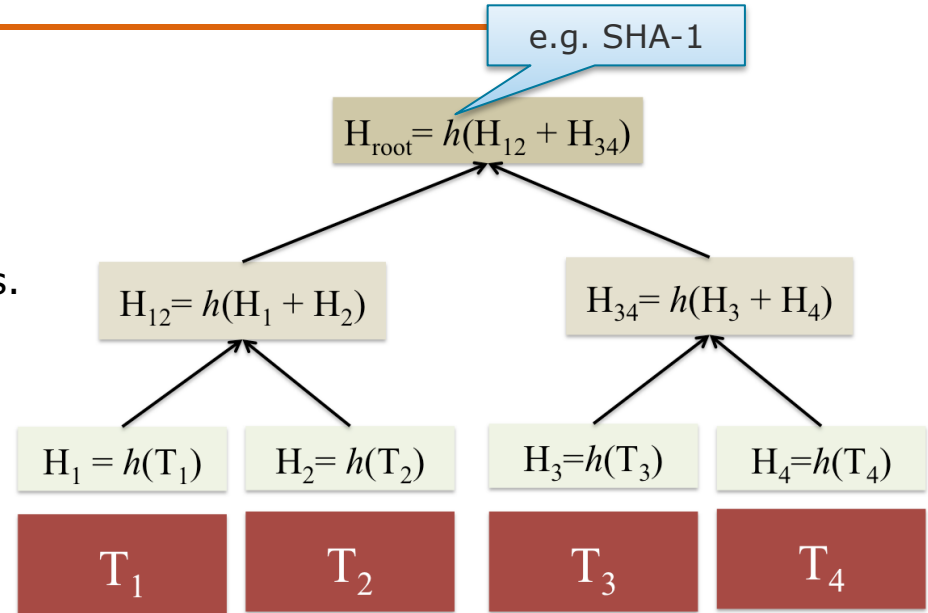 e.g. SHA-1
H_root= h(H_12 + H_34)
s.
H_12= h(H_1 + H_2)
H_34= h(H_3 + H_4)
H_1 = h(T_1)
H_2= h(T_2)
H_3=h(T_3)
H_4=h(T_4)
T_1
T_2
T_3
T_4